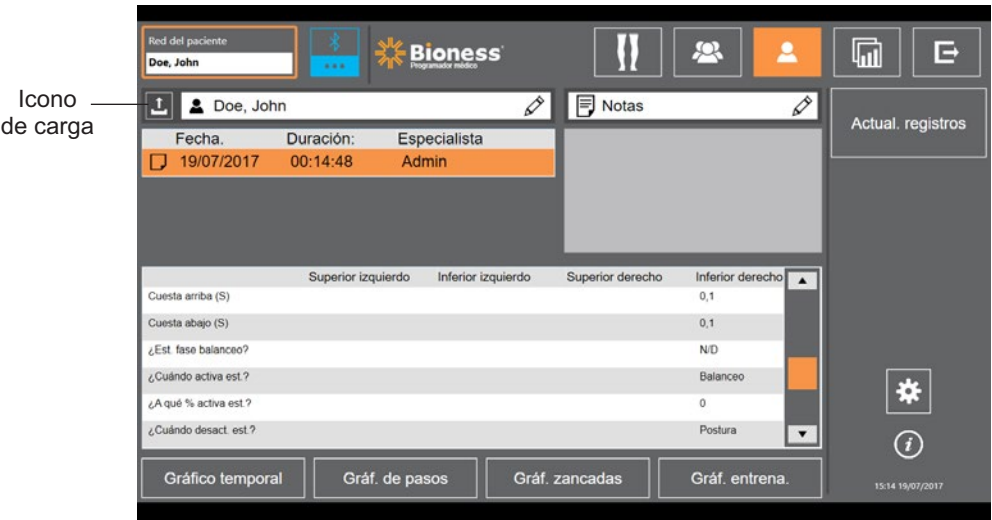 Icono
de carga
Red del paciente
Doe, John
Bioness
Programador médico
Doe, John
Notas
Actual. registros
Fecha. Duración: Especialista
19/07/2017 00:14:48 Admin
Superior izquierdo Inferior izquierdo Superior derecho Inferior derecho
Cuesta arriba (S) 0,1
Cuesta abajo (S) 0,1
¿Est. fase balanceo? N/D
¿Cuándo activa est.? Balanceo
¿A qué % activa est.? 0
¿Cuándo desact. est.? Postura
Gráfico temporal Gráf. de pasos Gráf. zancadas Gráf. entrena.
15:14 19/07/2017